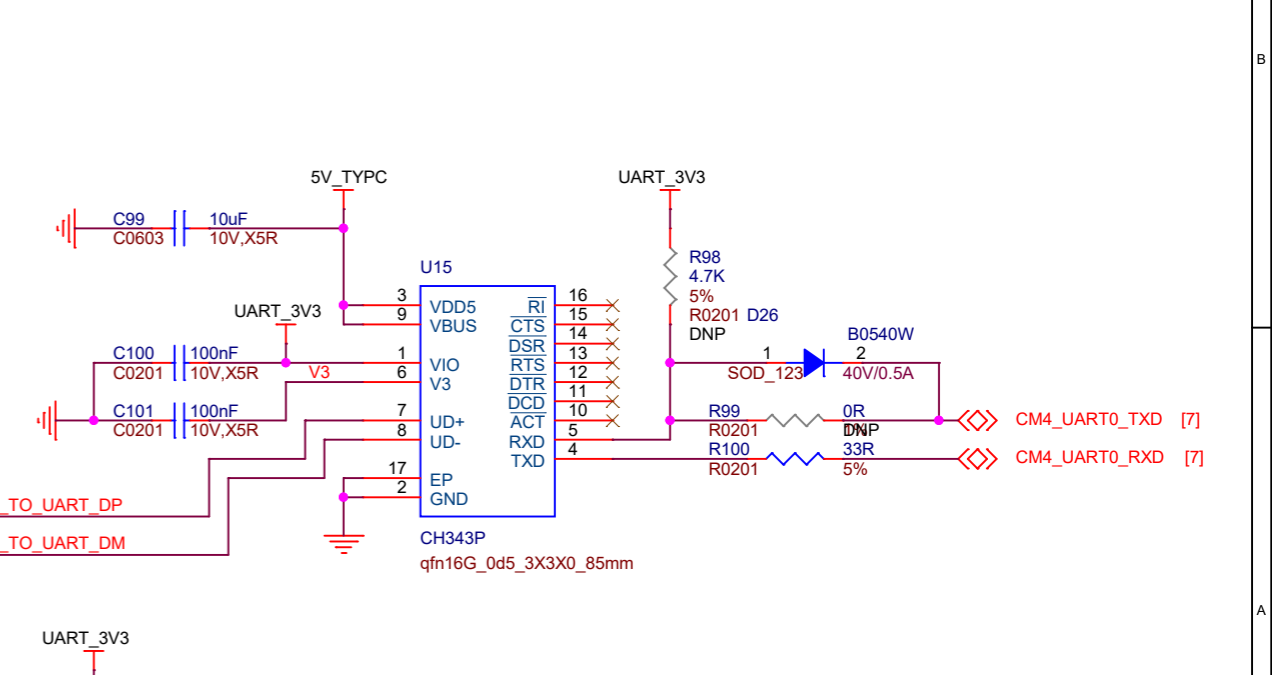 B
5V_TYPC
UART_3V3
C99
10uF
C0603
10V,X5R
R98
4.7K
5%
R0201
DNP
D26
U15
UART_3V3
3
VDD5
9
VBUS
1
VIO
6
V3
7
UD+
8
UD-
17
EP
2
GND
16
RI
15
CTS
14
DSR
13
RTS
12
DTR
11
DCD
10
ACT
5
RXD
4
TXD
C100
100nF
C0201
10V,X5R
V3
C101
100nF
C0201
10V,X5R
B0540W
1
2
SOD_123
40V/0.5A
R99
0R
R0201
DNP
CM4_UART0_TXD [7]
R100
33R
R0201
5%
CM4_UART0_RXD [7]
_TO_UART_DP
_TO_UART_DM
CH343P
qfn16G_0d5_3X3X0_85mm
A
UART_3V3